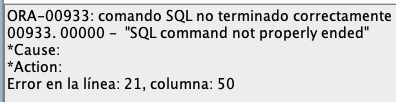 ORA-00933: comando SQL no terminado correctamente
00933. 00000 -  "SQL command not properly ended"
*Cause:
*Action:
Error en la línea: 21, columna: 50